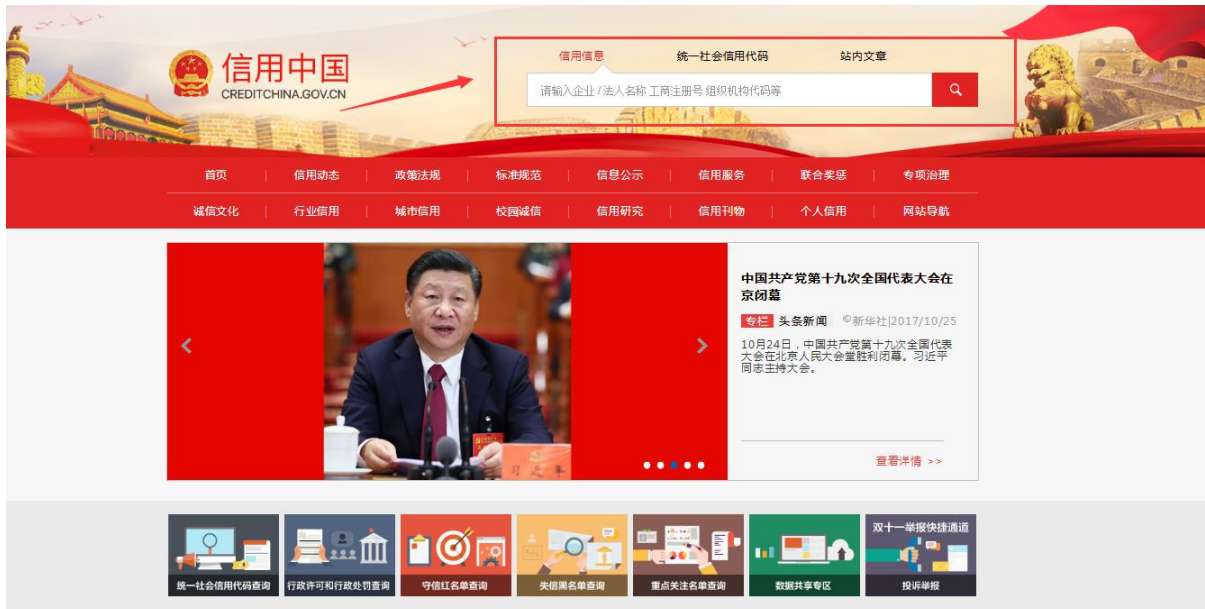 信用中国
CREDITCHINA.GOV.CN
信用信息 统一社会信用代码 站内文章
请输入企业/法人名称 工商注册号 组织机构代码等
首页 信用动态 政策法规 标准规范 信息公示 信用服务 联合奖惩 专项治理
诚信文化 行业信用 城市信用 校园诚信 信用研究 信用刊物 个人信用 网站导航
中国共产党第十九次全国代表大会在
京闭幕
专栏 头条新闻 ©新华社|2017/10/25
10月24日，中国共产党第十九次全国代表
大会在北京人民大会堂胜利闭幕。习近平
同志主持大会。
习近平
查看详情 >>
双十一举报快捷通道
统一社会信用代码查询 行政许可和行政处罚查询 守信红名单查询 失信黑名单查询 重点关注名单查询 数据共享专区 投诉举报